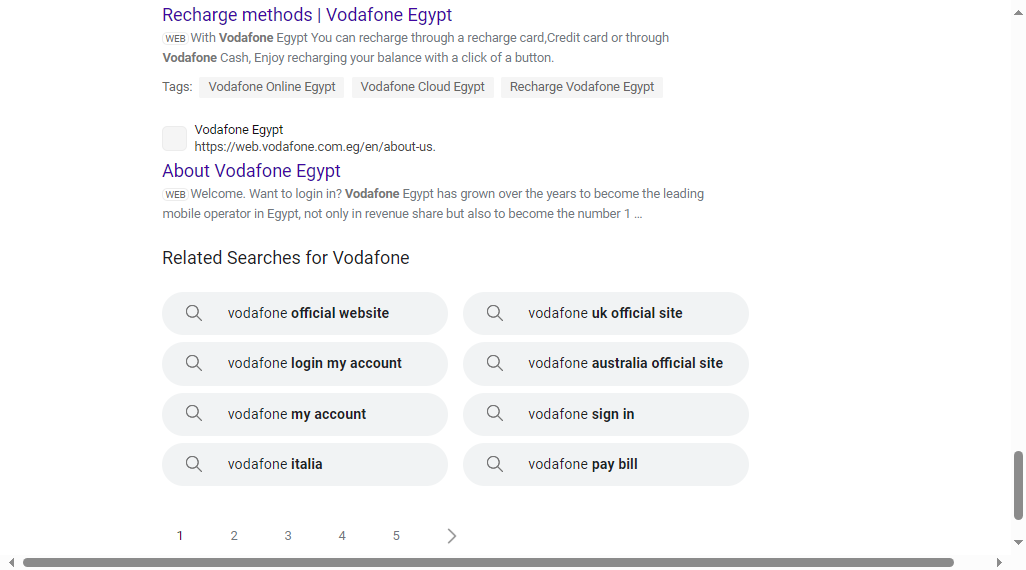 Recharge methods | Vodafone Egypt
WEB With Vodafone Egypt You can recharge through a recharge card,Credit card or through
Vodafone Cash, Enjoy recharging your balance with a click of a button.
Tags: Vodafone Online Egypt Vodafone Cloud Egypt Recharge Vodafone Egypt
Vodafone Egypt
https://web.vodafone.com.eg/en/about-us.
About Vodafone Egypt
WEB Welcome. Want to login in? Vodafone Egypt has grown over the years to become the leading
mobile operator in Egypt, not only in revenue share but also to become the number 1 ...
Related Searches for Vodafone
vodafone official website
vodafone uk official site
vodafone login my account
vodafone australia official site
vodafone my account
vodafone sign in
vodafone italia
vodafone pay bill
1 2 3 4 5